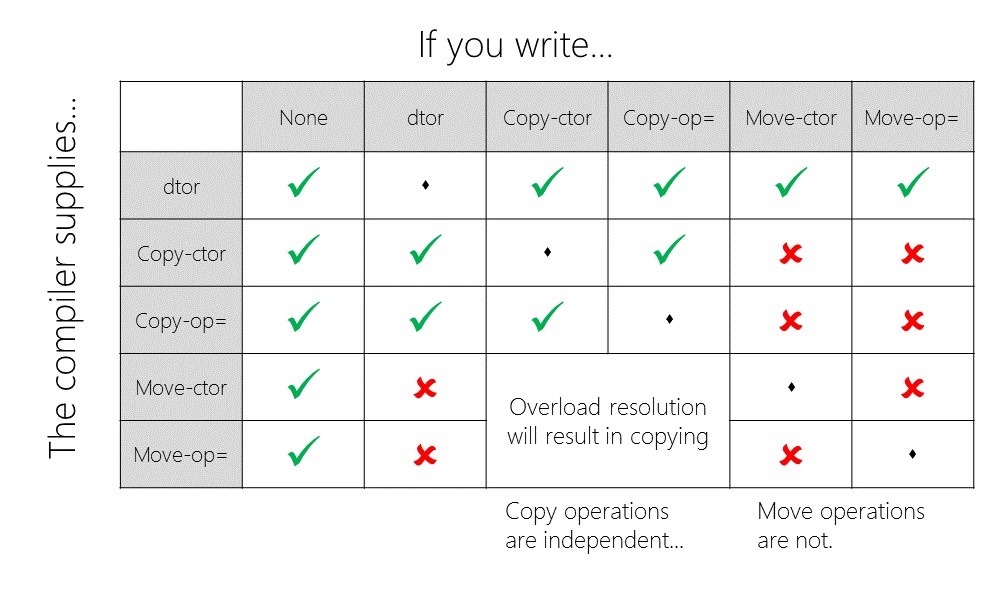 If you write...
The compiler supplies...
None dtor Copy-ctor Copy-op= Move-ctor Move-op=
dtor
Copy-ctor
Copy-op=
Move-ctor
Move-op=
Overload resolution
will result in copying
Copy operations
are independent...
Move operations
are not.